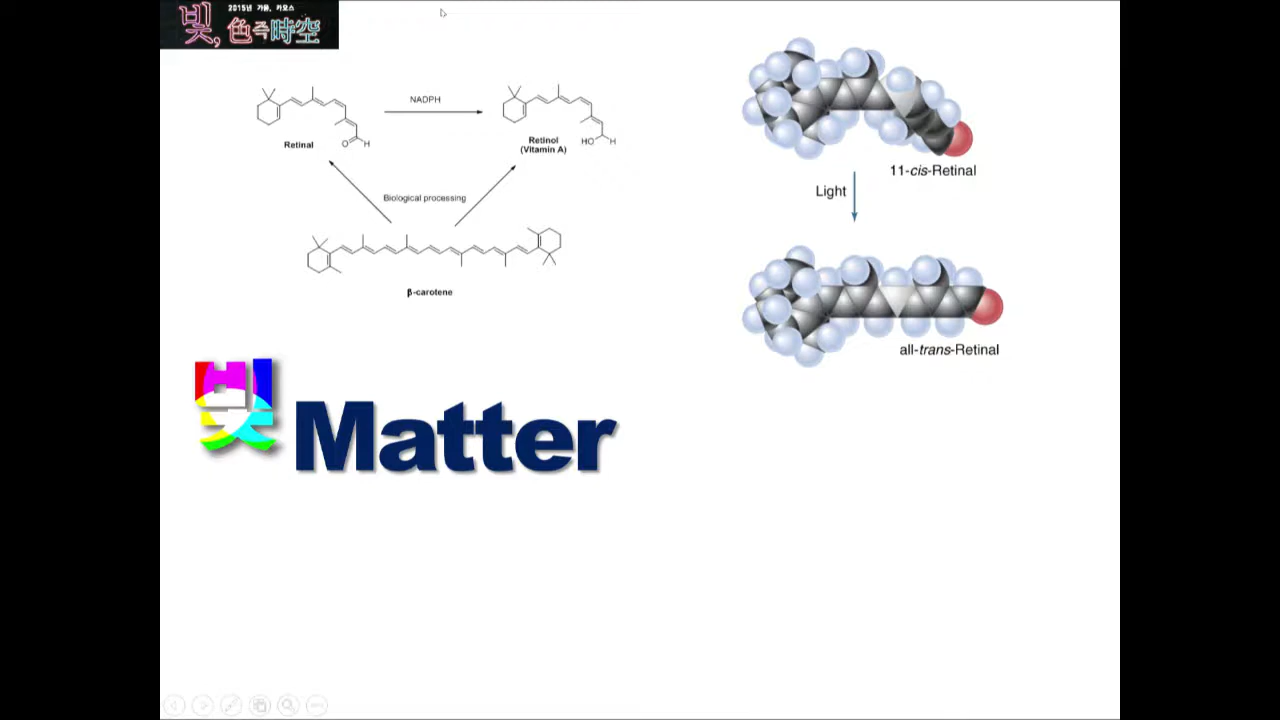 2015년 가을, 카오스
빛, 色즉時空
NADPH
Retinal
O
H
Retinol
(Vitamin A)
HO
H
Biological processing
β-carotene
11-cis-Retinal
Light
all-trans-Retinal
빛 Matter